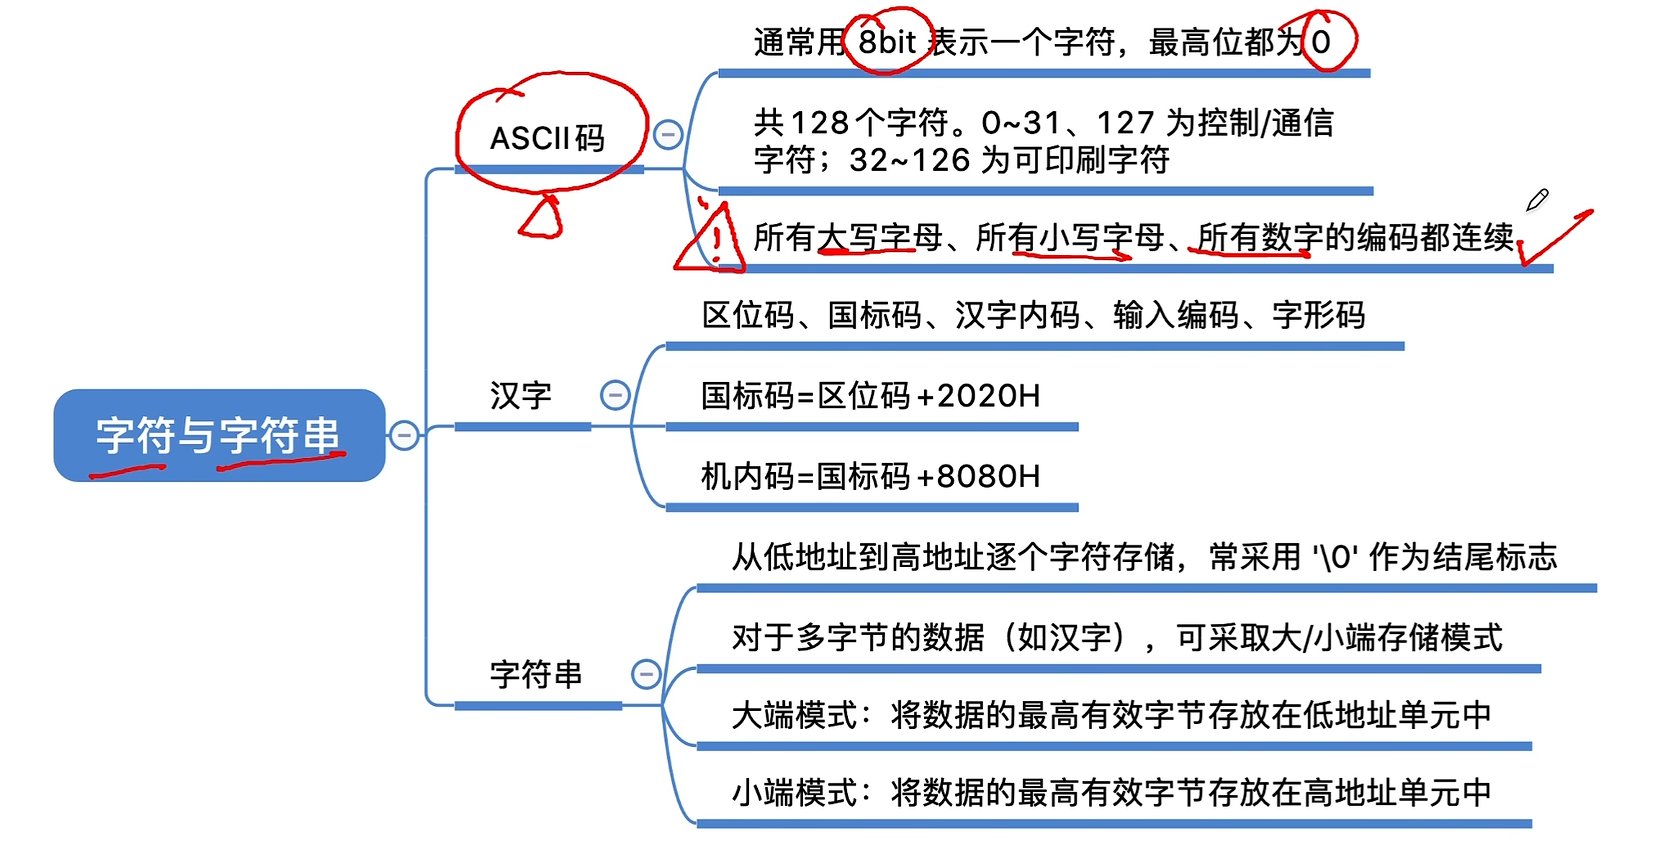 字符与字符串
ASCII码
通常用 8bit 表示一个字符，最高位都为 0
共128个字符。0~31、127 为控制/通信
字符；32~126 为可印刷字符
所有大写字母、所有小写字母、所有数字的编码都连续
汉字
区位码、国标码、汉字内码、输入编码、字形码
国标码=区位码+2020H
机内码=国标码+8080H
字符串
从低地址到高地址逐个字符存储，常采用 '\0' 作为结尾标志
对于多字节的数据（如汉字），可采取大/小端存储模式
大端模式：将数据的最高有效字节存放在低地址单元中
小端模式：将数据的最高有效字节存放在高地址单元中